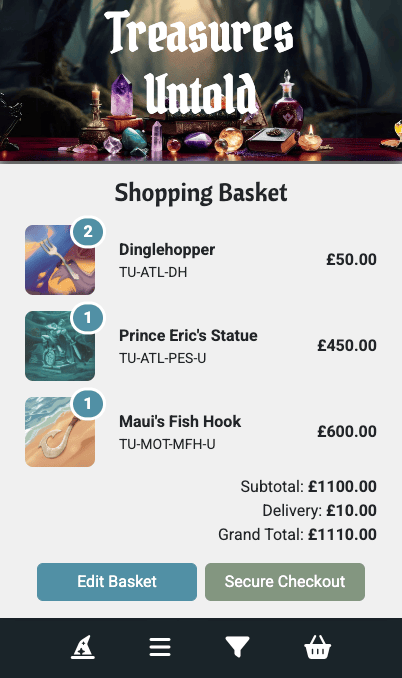 Treasures
Untold
Shopping Basket
2
Dinglehopper
£50.00
TU-ATL-DH
1
Prince Eric's Statue
£450.00
TU-ATL-PES-U
1
Maui's Fish Hook
£600.00
TU-MOT-MFH-U
Subtotal: £1100.00
Delivery: £10.00
Grand Total: £1110.00
Edit Basket
Secure Checkout